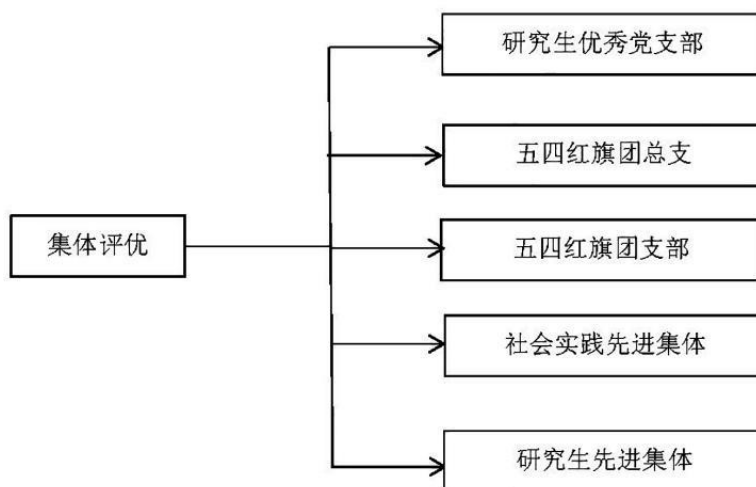 研究生优秀党支部
五四红旗团总支
集体评优
五四红旗团支部
社会实践先进集体
研究生先进集体